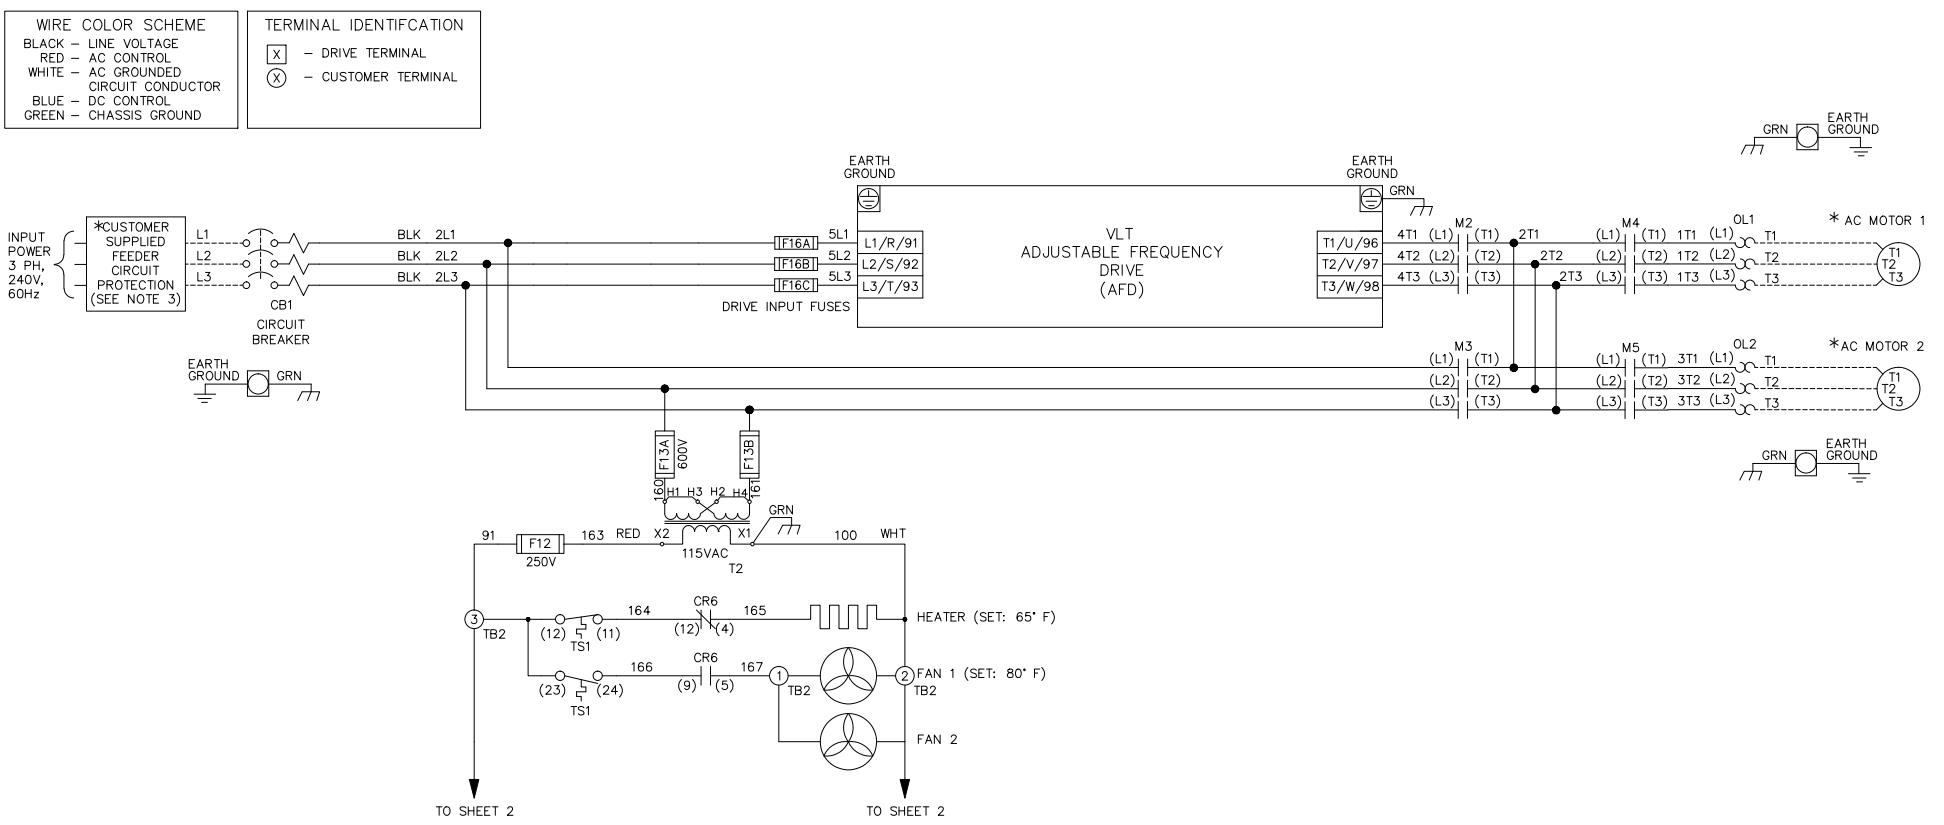 WIRE COLOR SCHEME
BLACK – LINE VOLTAGE
RED – AC CONTROL
WHITE – AC GROUNDED
CIRCUIT CONDUCTOR
BLUE – DC CONTROL
GREEN – CHASSIS GROUND
TERMINAL IDENTIFCATION
X – DRIVE TERMINAL
X – CUSTOMER TERMINAL
INPUT
POWER
3 PH,
240V,
60Hz
*CUSTOMER
SUPPLIED
FEEDER
CIRCUIT
PROTECTION
(SEE NOTE 3)
L1
L2
L3
CB1
CIRCUIT
BREAKER
BLK 2L1
BLK 2L2
BLK 2L3
EARTH
GROUND
GRN
F16A
F16B
F16C
5L1
5L2
5L3
DRIVE INPUT FUSES
EARTH
GROUND
L1/R/91
L2/S/92
L3/T/93
VLT
ADJUSTABLE FREQUENCY
DRIVE
(AFD)
EARTH
GROUND
GRN
T1/U/96
T2/V/97
T3/W/98
4T1 (L1) M2 (T1) 2T1
4T2 (L2) (T2) 2T2
4T3 (L3) (T3) 2T3
(L1) M4 (T1) 1T1 (L1) OL1 T1
(L2) (T2) 1T2 (L2) T2
(L3) (T3) 1T3 (L3) T3
GRN
EARTH
GROUND
* AC MOTOR 1
T1
T2
T3
(L1) M3 (T1)
(L2) (T2)
(L3) (T3)
(L1) M5 (T1) 3T1 (L1) OL2 T1
(L2) (T2) 3T2 (L2) T2
(L3) (T3) 3T3 (L3) T3
* AC MOTOR 2
T1
T2
T3
GRN
EARTH
GROUND
F13A
600V
F13B
160
H1 H3 H2 H4
161
GRN
91
F12
250V
163 RED X2
X1
115VAC
T2
100 WHT
3
TB2
(12) (11)
TS1
164
CR6
(12) (4)
165
HEATER (SET: 65° F)
(23) (24)
TS1
166
CR6
(9) (5)
167
1
TB2
2
TB2
FAN 1 (SET: 80° F)
FAN 2
TO SHEET 2
TO SHEET 2